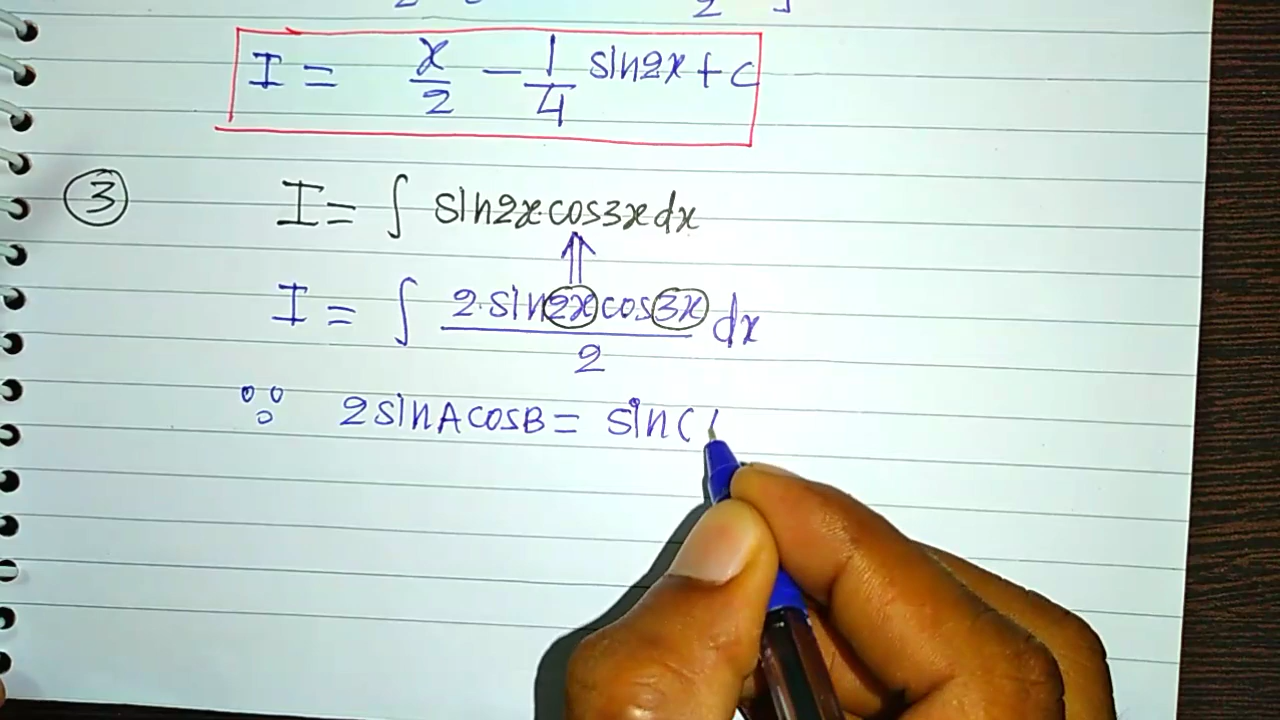 I = x/2 - 1/4 sin2x + c
③ I = ∫ sin2x·cos3x dx
I = ∫ 2·sin2x cos3x / 2 dx
∵ 2sinAcosB = sin(